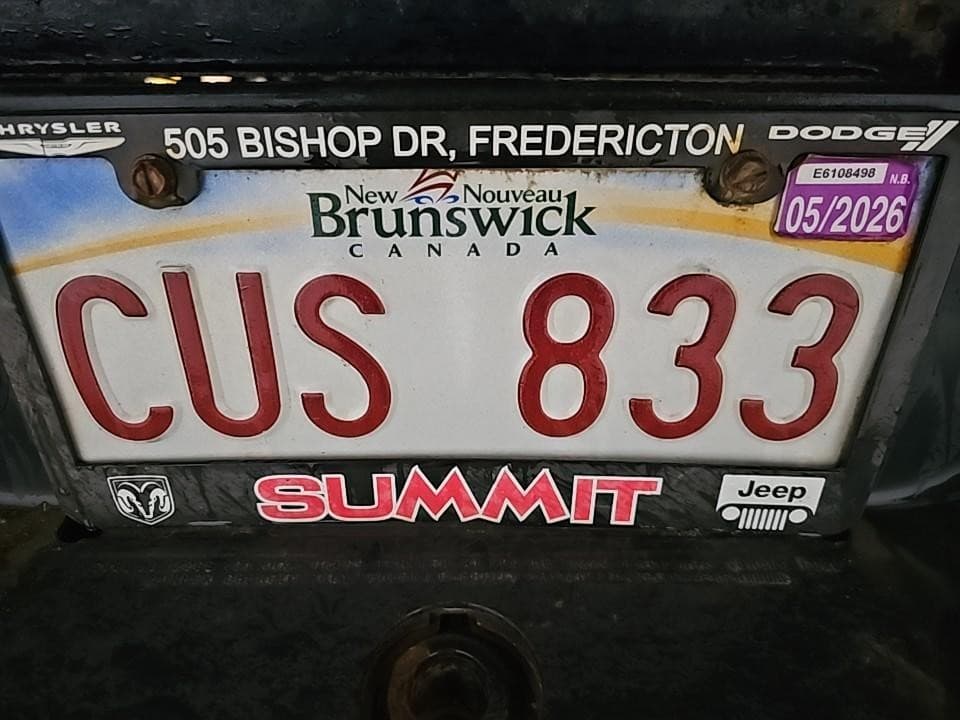 CHRYSLER 505 BISHOP DR, FREDERICTON DODGE
E6108498 N.B.
05/2026
New Nouveau
Brunswick
CANADA
CUS 833
SUMMIT Jeep